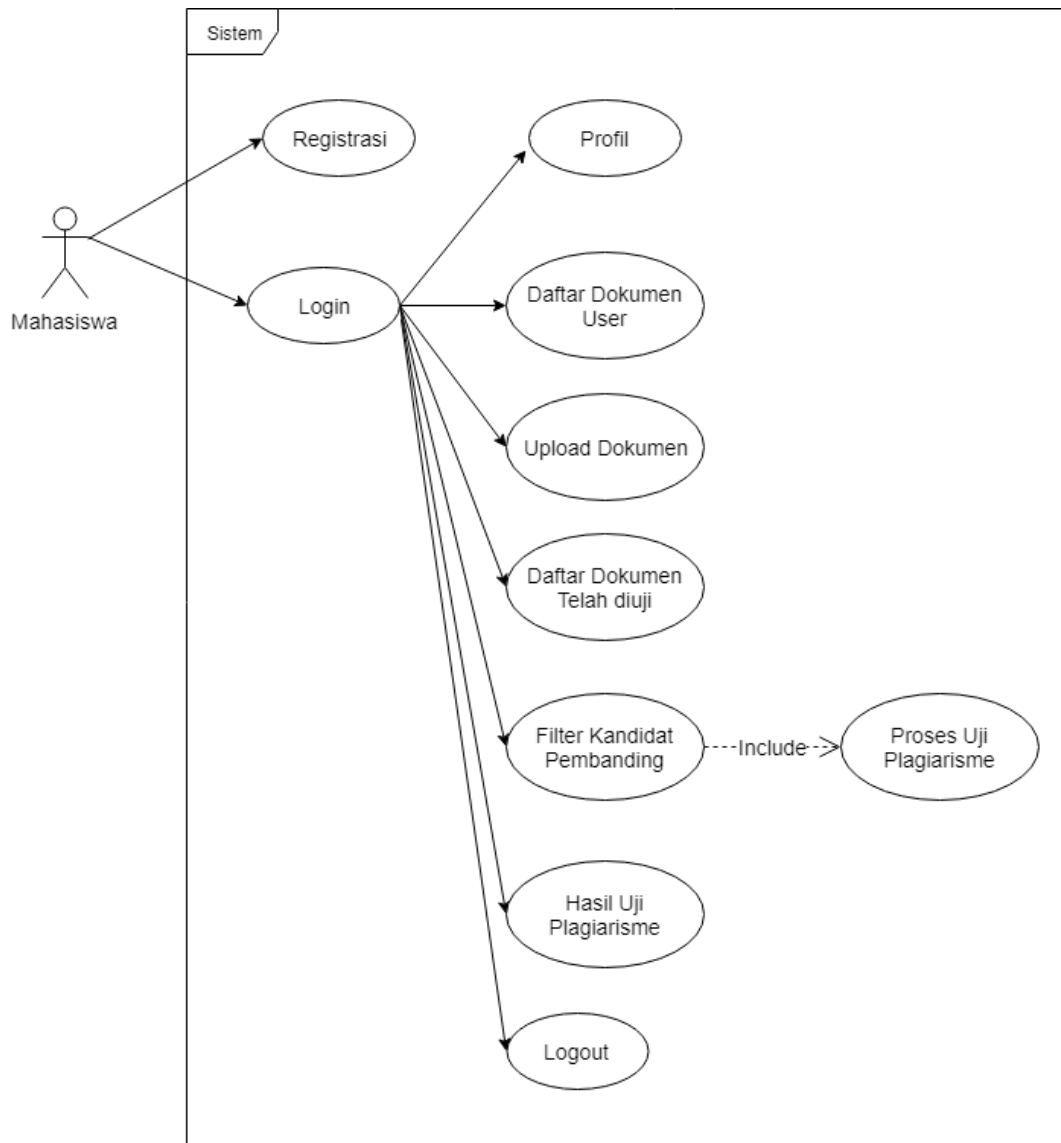 Sistem
Registrasi
Profil
Mahasiswa
Login
Daftar Dokumen
User
Upload Dokumen
Daftar Dokumen
Telah diuji
Filter Kandidat
Pembanding
Include
Proses Uji
Plagiarisme
Hasil Uji
Plagiarisme
Logout